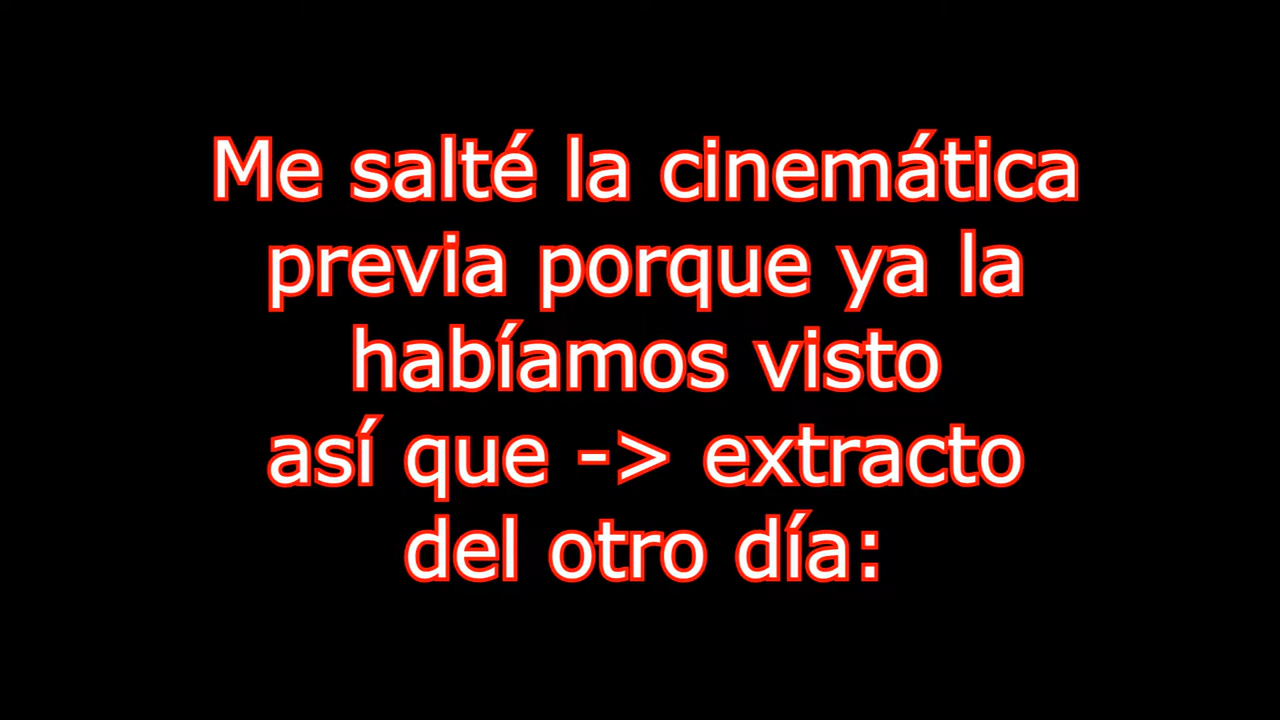 Me salté la cinemática
previa porque ya la
habíamos visto
así que -> extracto
del otro día: